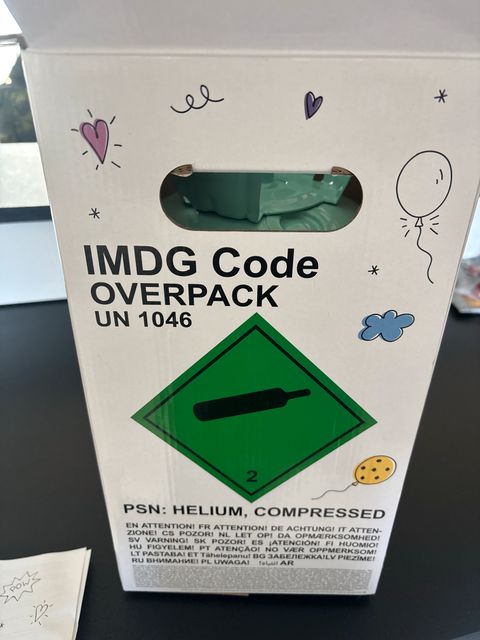 IMDG Code
OVERPACK
UN 1046
2
PSN: HELIUM, COMPRESSED
EN ATTENTION! FR ATTENTION! DE ACHTUNG! IT ATTEN-
ZIONE! CS POZOR! NL LET OP! DA OPMÆRKSOMHED!
SV VARNING! SK POZOR! ES ¡ATENCIÓN! FI HUOMIO!
HU FIGYELEM! PT ATENÇÃO! NO VÆR OPPMERKSOM!
LT PASTABA! ET Tähelepanu! BG ЗАБЕЛЕЖКА!LV PIEZĪME!
RU ВНИМАНИЕ! PL UWAGA! انتباه! AR
POW